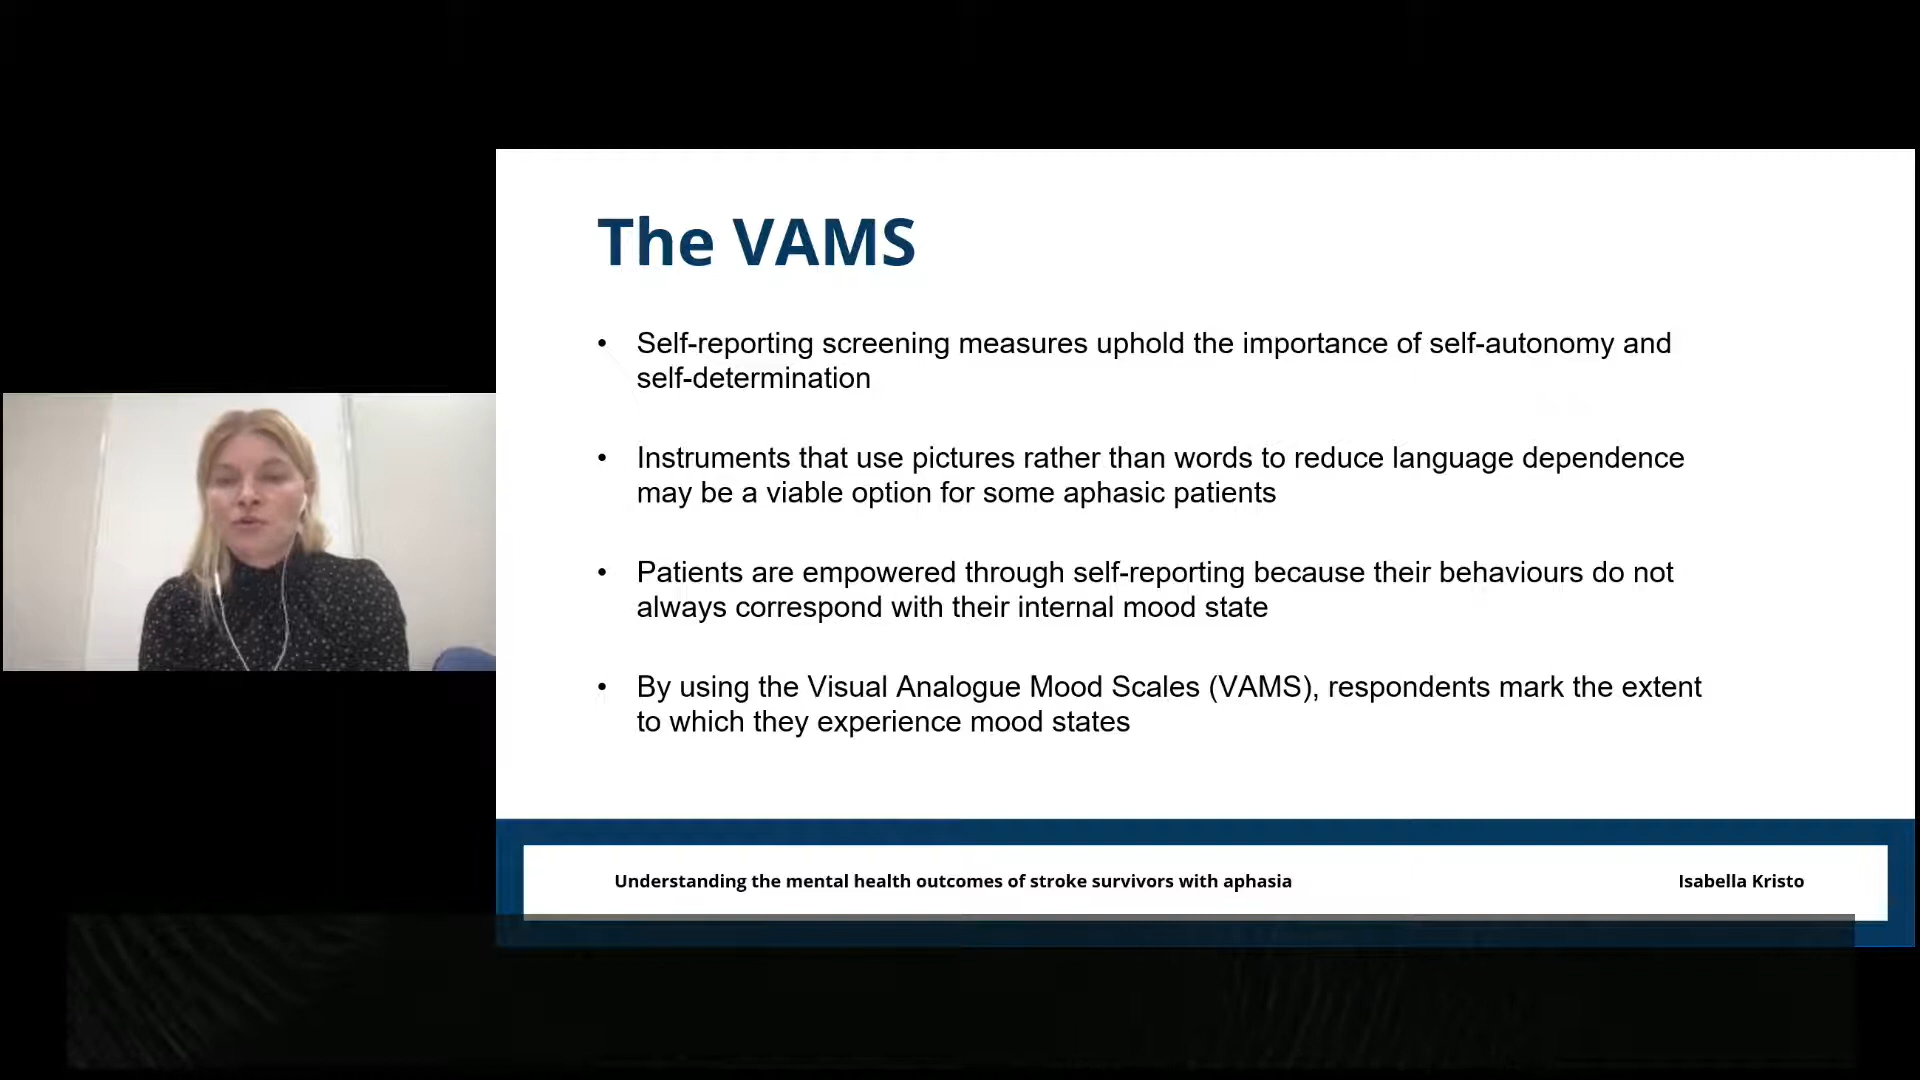 The VAMS
• Self-reporting screening measures uphold the importance of self-autonomy and
self-determination
• Instruments that use pictures rather than words to reduce language dependence
may be a viable option for some aphasic patients
• Patients are empowered through self-reporting because their behaviours do not
always correspond with their internal mood state
• By using the Visual Analogue Mood Scales (VAMS), respondents mark the extent
to which they experience mood states
Understanding the mental health outcomes of stroke survivors with aphasia
Isabella Kristo